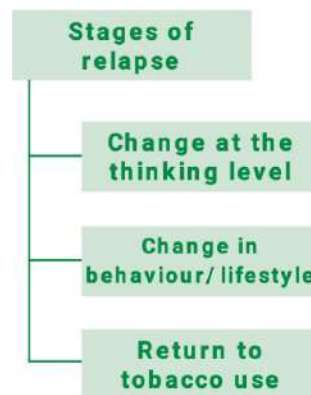 Stages of
relapse
Change at the
thinking level
Change in
behaviour/ lifestyle
Return to
tobacco use